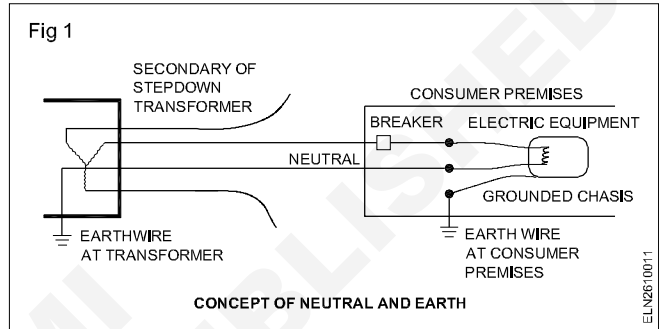 Fig 1
SECONDARY OF
STEPDOWN
TRANSFORMER
CONSUMER PREMISES
BREAKER
ELECTRIC EQUIPMENT
NEUTRAL
GROUNDED CHASIS
EARTHWIRE
AT TRANSFORMER
EARTH WIRE
AT CONSUMER
PREMISES
CONCEPT OF NEUTRAL AND EARTH
ELN2610011